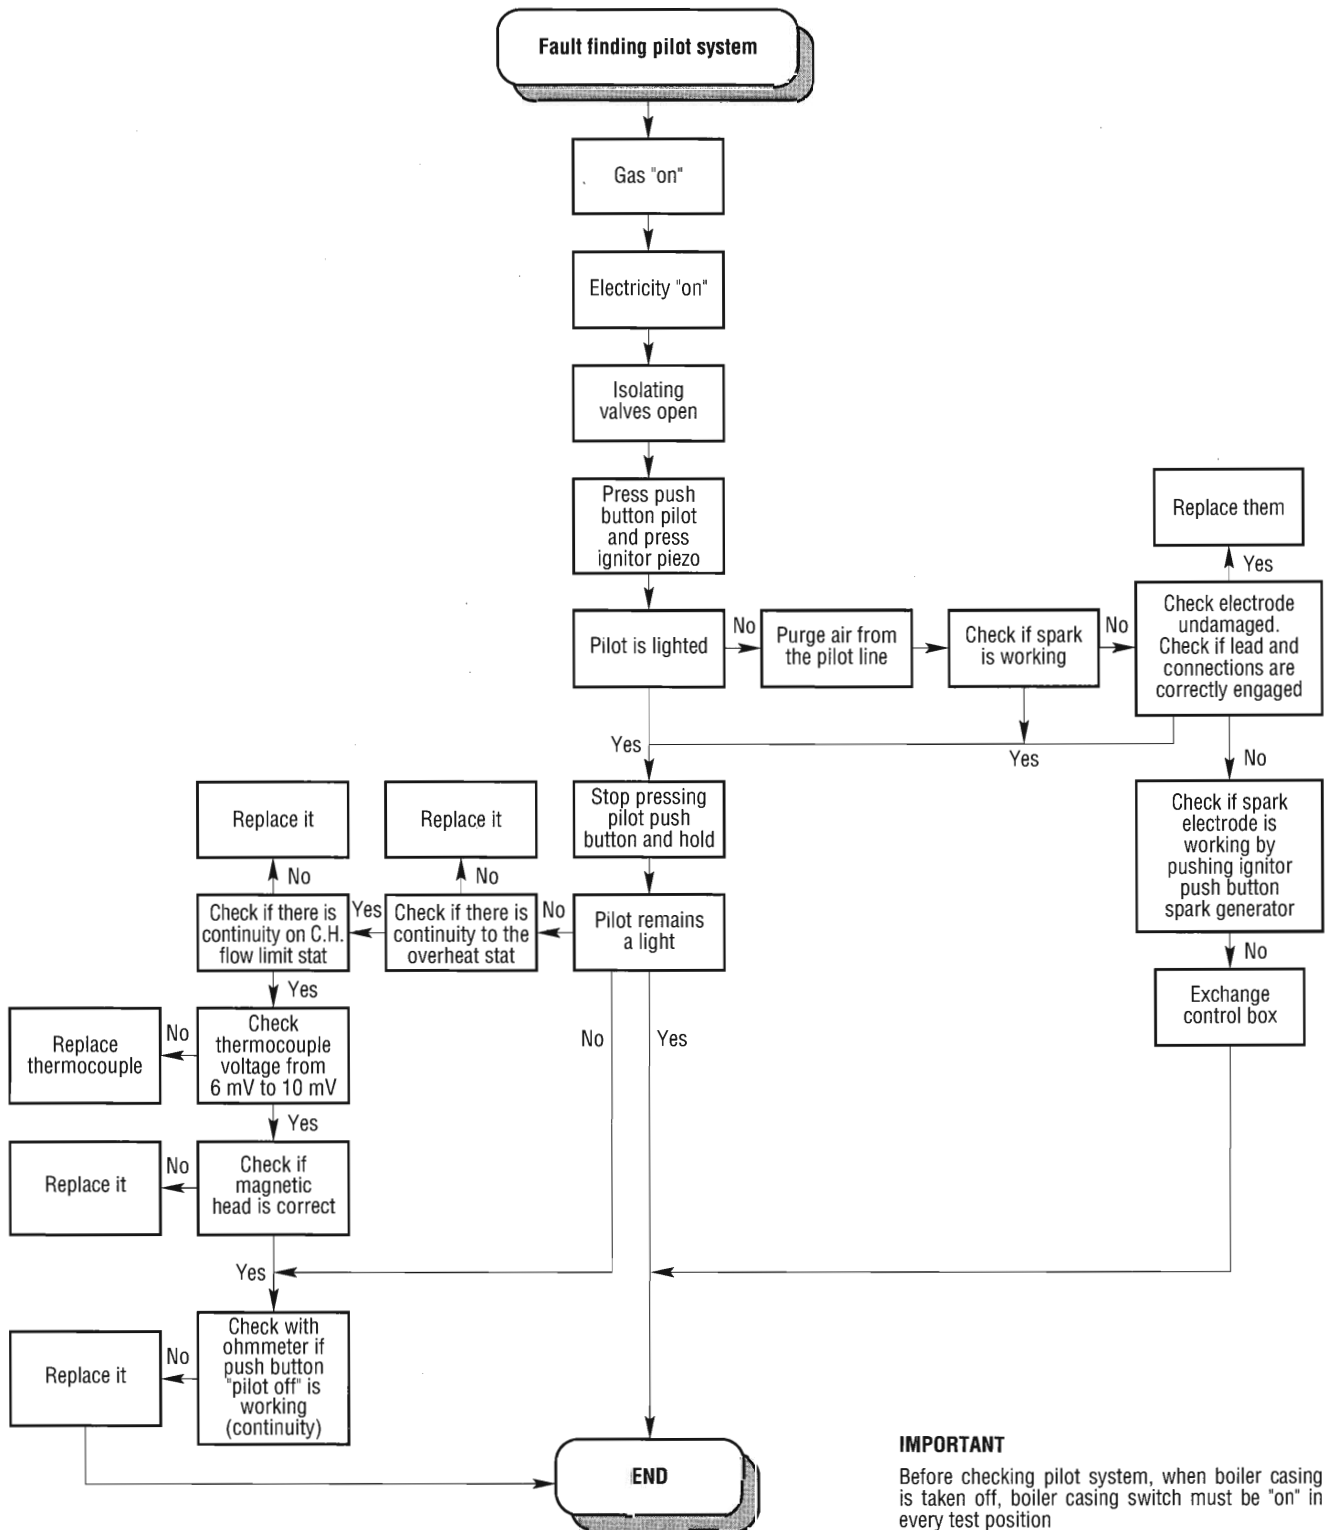 Fault finding pilot system
Gas "on"
Electricity "on"
Isolating
valves open
Press push
button pilot
and press
ignitor piezo
Pilot is lighted
No
Purge air from
the pilot line
Check if spark
is working
No
Check electrode
undamaged.
Check if lead and
connections are
correctly engaged
Yes
Replace them
Yes
Yes
No
Check if spark
electrode is
working by
pushing ignitor
push button
spark generator
No
Exchange
control box
Stop pressing
pilot push
button and hold
Pilot remains
a light
No
Check if there is
continuity to the
overheat stat
No
Replace it
Yes
Check if there is
continuity on C.H.
flow limit stat
No
Replace it
Yes
Check
thermocouple
voltage from
6 mV to 10 mV
No
Replace
thermocouple
Yes
Check if
magnetic
head is correct
No
Replace it
Yes
No
Yes
Check with
ohmmeter if
push button
"pilot off" is
working
(continuity)
No
Replace it
END
IMPORTANT
Before checking pilot system, when boiler casing
is taken off, boiler casing switch must be "on" in
every test position